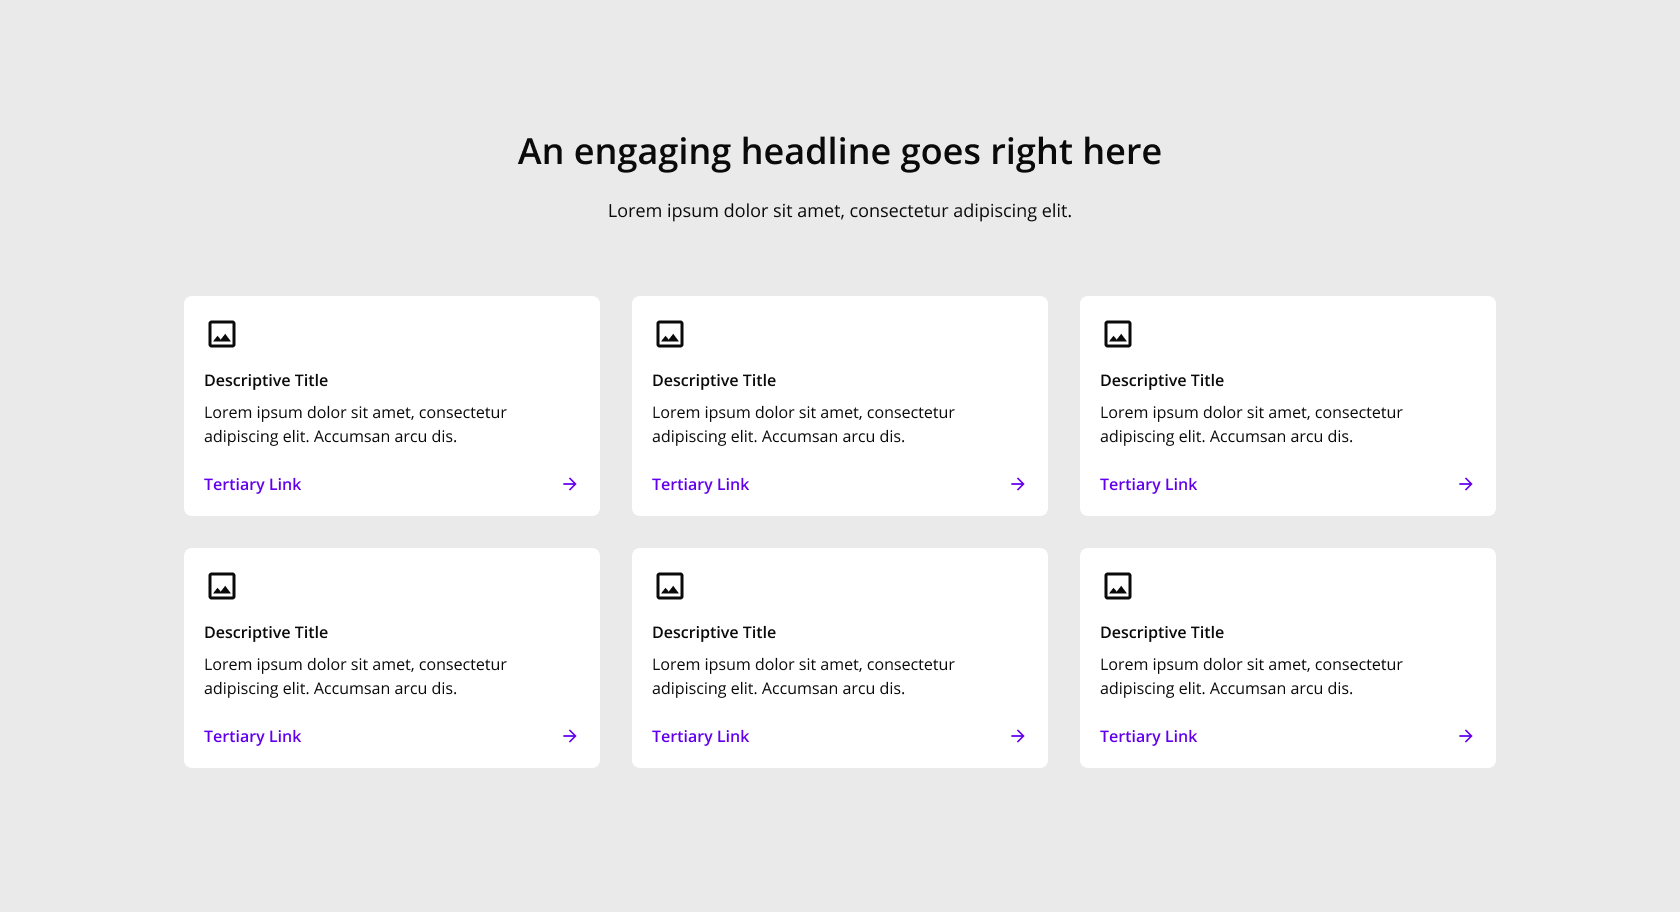 An engaging headline goes right here
Lorem ipsum dolor sit amet, consectetur adipiscing elit.
Descriptive Title
Lorem ipsum dolor sit amet, consectetur
adipiscing elit. Accumsan arcu dis.
Tertiary Link
Descriptive Title
Lorem ipsum dolor sit amet, consectetur
adipiscing elit. Accumsan arcu dis.
Tertiary Link
Descriptive Title
Lorem ipsum dolor sit amet, consectetur
adipiscing elit. Accumsan arcu dis.
Tertiary Link
Descriptive Title
Lorem ipsum dolor sit amet, consectetur
adipiscing elit. Accumsan arcu dis.
Tertiary Link
Descriptive Title
Lorem ipsum dolor sit amet, consectetur
adipiscing elit. Accumsan arcu dis.
Tertiary Link
Descriptive Title
Lorem ipsum dolor sit amet, consectetur
adipiscing elit. Accumsan arcu dis.
Tertiary Link